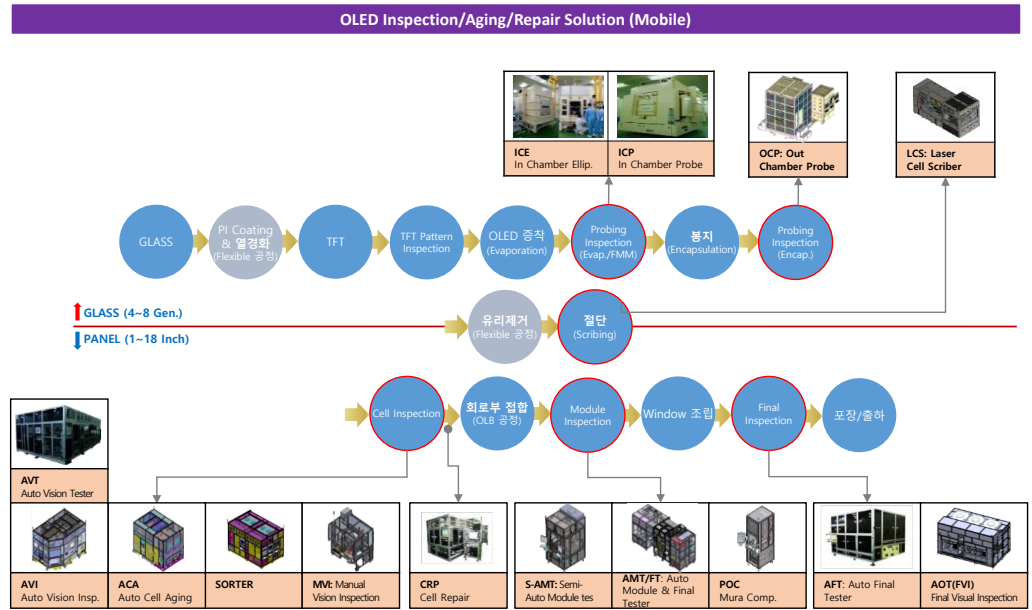 OLED Inspection/Aging/Repair Solution (Mobile)
ICE
In Chamber Ellip.
ICP
In Chamber Probe
OCP: Out
Chamber Probe
LCS: Laser
Cell Scriber
GLASS
PI Coating
& 열경화
(Flexible 공정)
TFT
TFT Pattern
Inspection
OLED 증착
(Evaporation)
Probing
Inspection
(Evap./FMM)
봉지
(Encapsulation)
Probing
Inspection
(Encap.)
GLASS (4~8 Gen.)
PANEL (1~18 Inch)
유리제거
(Flexible 공정)
절단
(Scribing)
Cell Inspection
회로부 접합
(OLB 공정)
Module
Inspection
Window 조립
Final
Inspection
포장/출하
AVT
Auto Vision Tester
AVI
Auto Vision Insp.
ACA
Auto Cell Aging
SORTER
MVI: Manual
Vision Inspection
CRP
Cell Repair
S-AMT: Semi-
Auto Module tes
AMT/FT: Auto
Module & Final
Tester
POC
Mura Comp.
AFT: Auto Final
Tester
AOT(FVI)
Final Visual Inspection